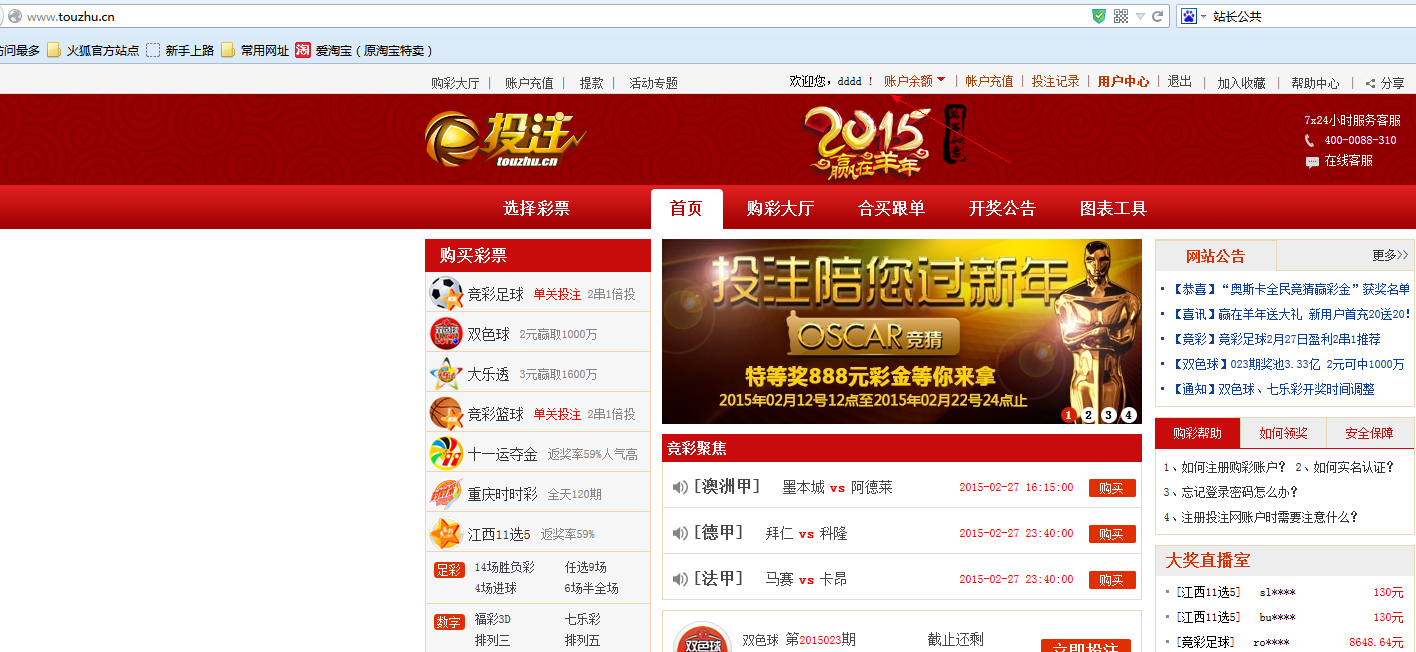 www.touzhu.cn 站长公共
访问最多 火狐官方站点 新手上路 常用网址 淘 爱淘宝（原淘宝特卖）
购彩大厅 | 账户充值 | 提款 | 活动专题 欢迎您，dddd ！ 账户余额 | 帐户充值 | 投注记录 | 用户中心 | 退出 | 加入收藏 | 帮助中心 | 分享
投注
touzhu.cn
2015
赢在羊年
7x24小时服务客服
400-0088-310
在线客服
选择彩票 首页 购彩大厅 合买跟单 开奖公告 图表工具
购买彩票
竞彩足球 单关投注 2串1倍投
双色球 2元赢取1000万
大乐透 3元赢取1600万
竞彩篮球 单关投注 2串1倍投
十一运夺金 返奖率59%人气高
重庆时时彩 全天120期
江西11选5 返奖率59%
足彩 14场胜负彩 任选9场
4场进球 6场半全场
数字 福彩3D 七乐彩
排列三 排列五
投注陪您过新年
OSCAR竞猜
特等奖888元彩金等你来拿
2015年02月12号12点至2015年02月22号24点止
1 2 3 4
竞彩聚焦
[澳洲甲] 墨本城 vs 阿德莱 2015-02-27 16:15:00 购买
[德甲] 拜仁 vs 科隆 2015-02-27 23:40:00 购买
[法甲] 马赛 vs 卡昂 2015-02-27 23:40:00 购买
双色球 双色球 第2015023期 截止还剩 立即投注
网站公告 更多>>
【恭喜】“奥斯卡全民竞猜赢彩金”获奖名单
【喜讯】赢在羊年送大礼 新用户首充20送20!
【竞彩】竞彩足球2月27日盈利2串1推荐
【双色球】023期奖池3.33亿 2元可中1000万
【通知】双色球、七乐彩开奖时间调整
购彩帮助 如何领奖 安全保障
1、如何注册购彩账户？ 2、如何实名认证？
3、忘记登录密码怎么办？
4、注册投注网账户时需要注意什么？
大奖直播室
[江西11选5] sl**** 130元
[江西11选5] bu**** 130元
[竞彩足球] ro**** 8648.64元